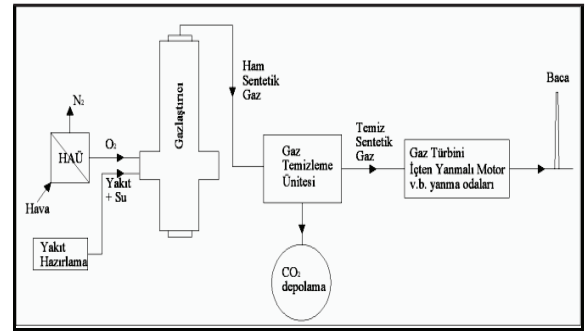 N₂
HAÜ
O₂
Hava
Yakıt
+ Su
Yakıt
Hazırlama
Gazlaştırıcı
Ham
Sentetik
Gaz
Gaz
Temizleme
Ünitesi
CO₂
depolama
Temiz
Sentetik
Gaz
Gaz Türbini
İçten Yanmalı Motor
v.b. yanma odaları
Baca